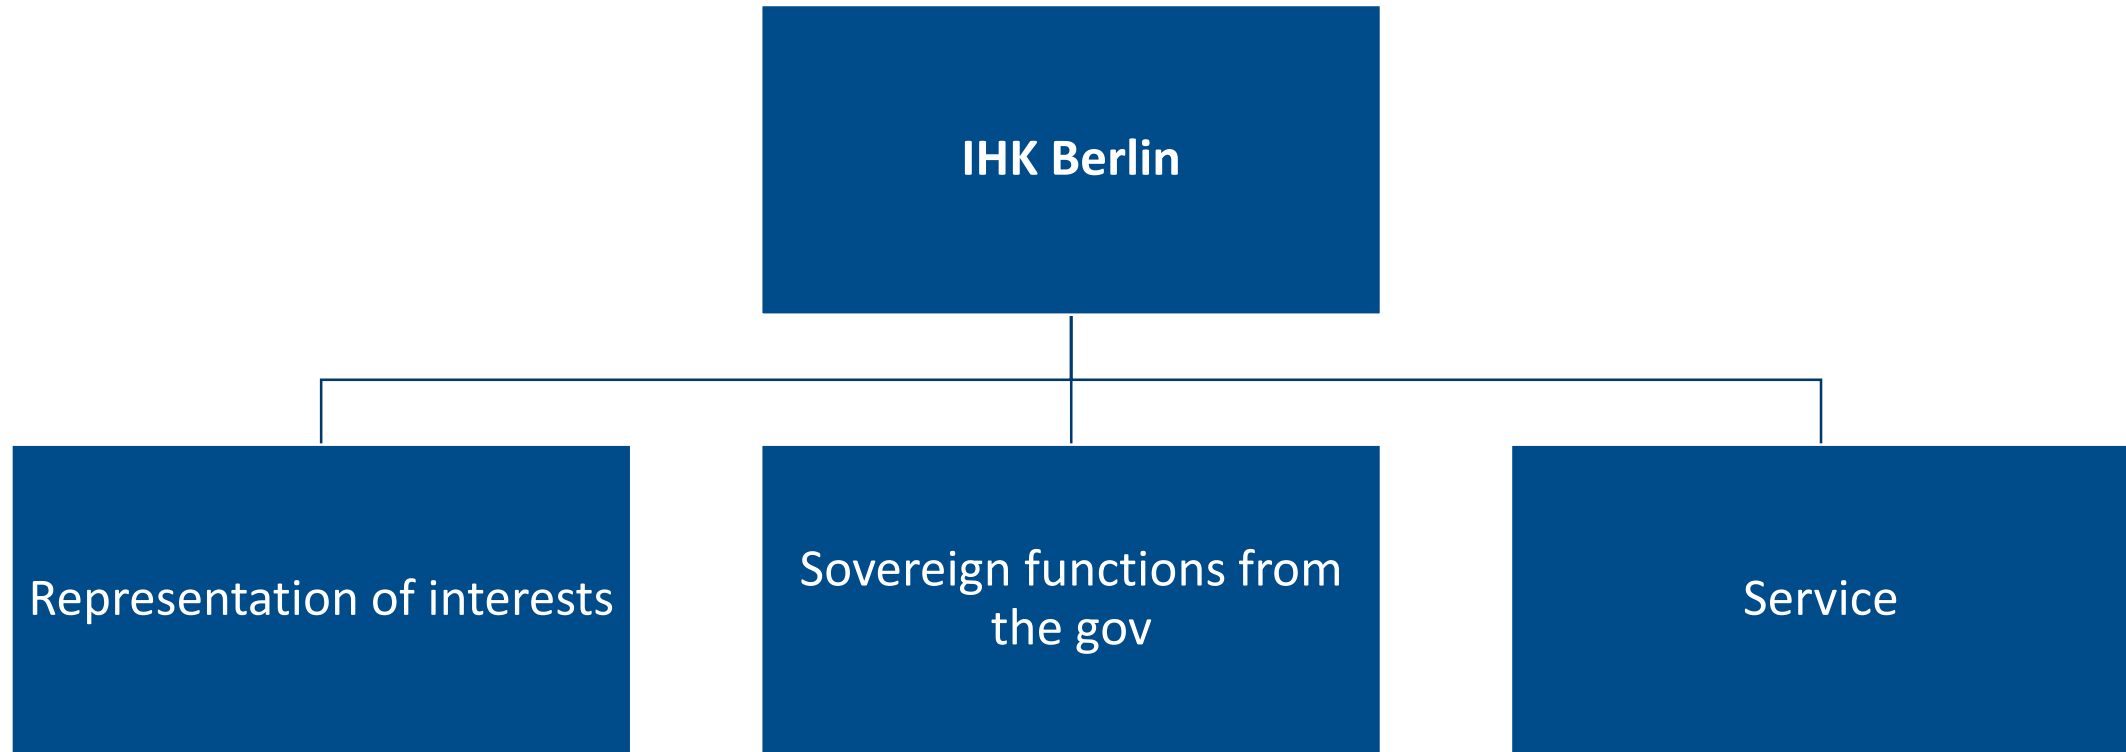 IHK Berlin
Representation of interests
Sovereign functions from
the gov
Service